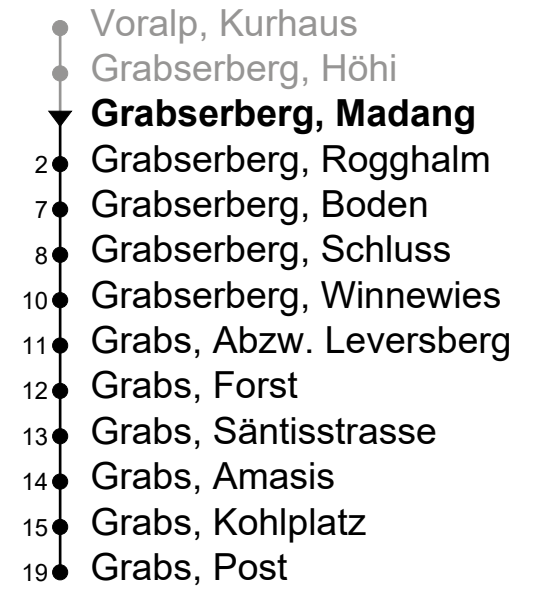 Voralp, Kurhaus
Grabserberg, Höhi
Grabserberg, Madang
2 Grabserberg, Rogghalm
7 Grabserberg, Boden
8 Grabserberg, Schluss
10 Grabserberg, Winnewies
11 Grabs, Abzw. Leversberg
12 Grabs, Forst
13 Grabs, Säntisstrasse
14 Grabs, Amasis
15 Grabs, Kohlplatz
19 Grabs, Post